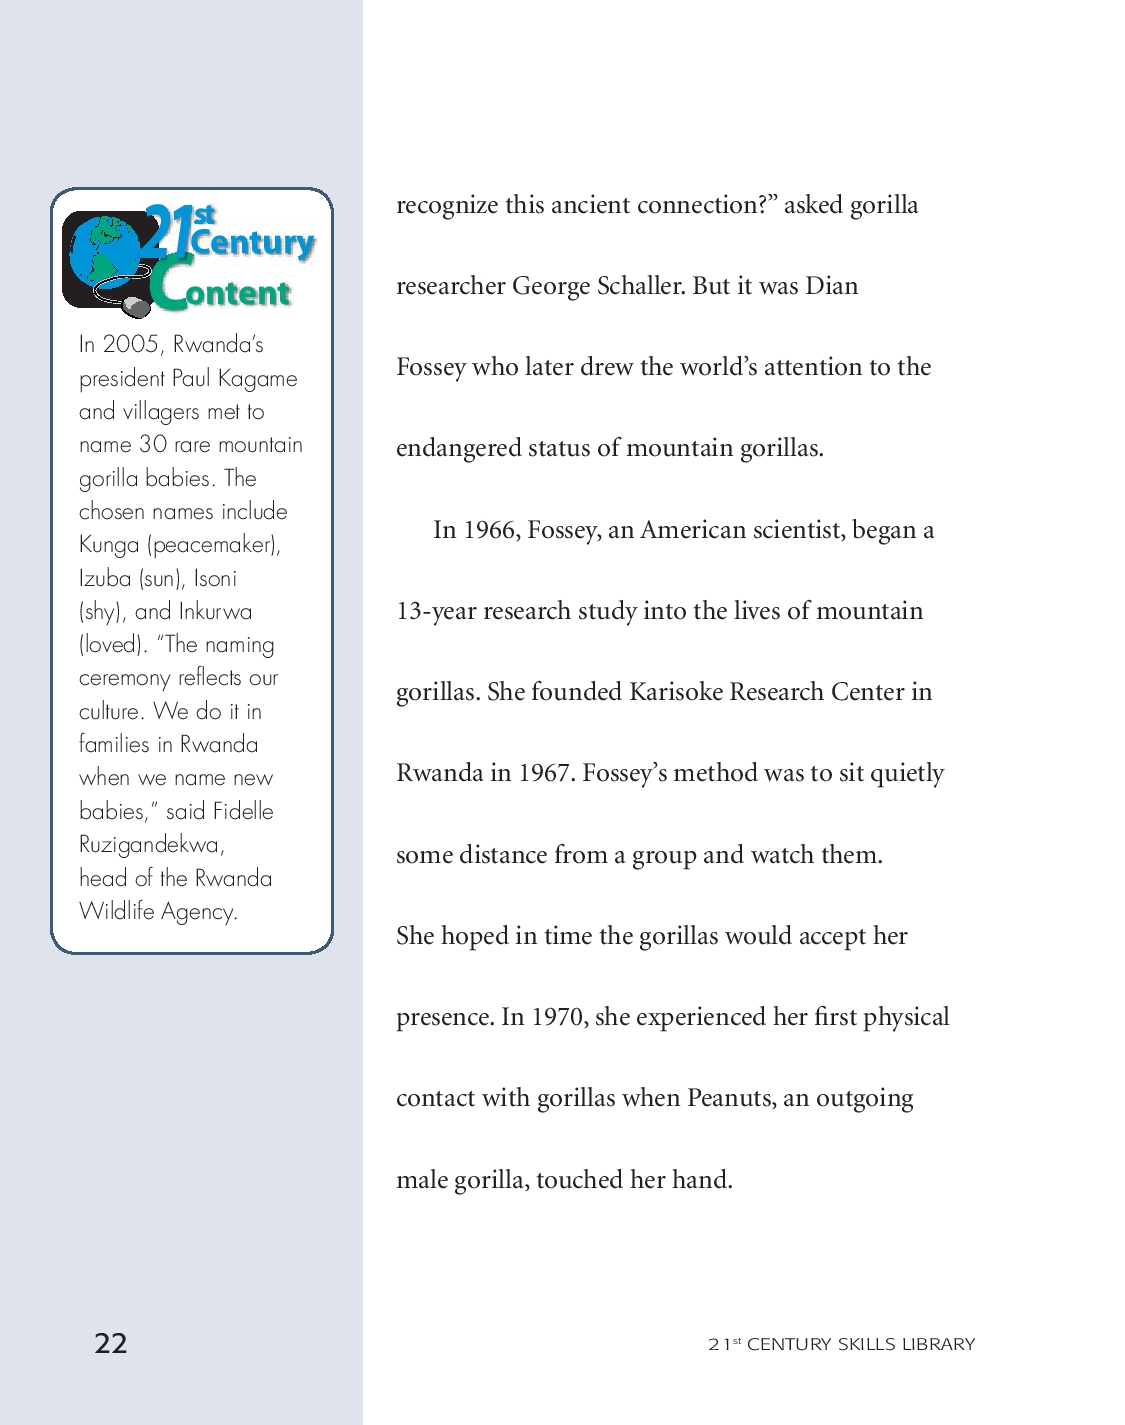 21st
Century
Content
In 2005, Rwanda’s
president Paul Kagame
and villagers met to
name 30 rare mountain
gorilla babies. The
chosen names include
Kunga (peacemaker),
Izuba (sun), Isoni
(shy), and Inkurwa
(loved). “The naming
ceremony reflects our
culture. We do it in
families in Rwanda
when we name new
babies,” said Fidelle
Ruzigandekwa,
head of the Rwanda
Wildlife Agency.
recognize this ancient connection?” asked gorilla
researcher George Schaller. But it was Dian
Fossey who later drew the world’s attention to the
endangered status of mountain gorillas.
In 1966, Fossey, an American scientist, began a
13-year research study into the lives of mountain
gorillas. She founded Karisoke Research Center in
Rwanda in 1967. Fossey’s method was to sit quietly
some distance from a group and watch them.
She hoped in time the gorillas would accept her
presence. In 1970, she experienced her first physical
contact with gorillas when Peanuts, an outgoing
male gorilla, touched her hand.
22
21st CENTURY SKILLS LIBRARY